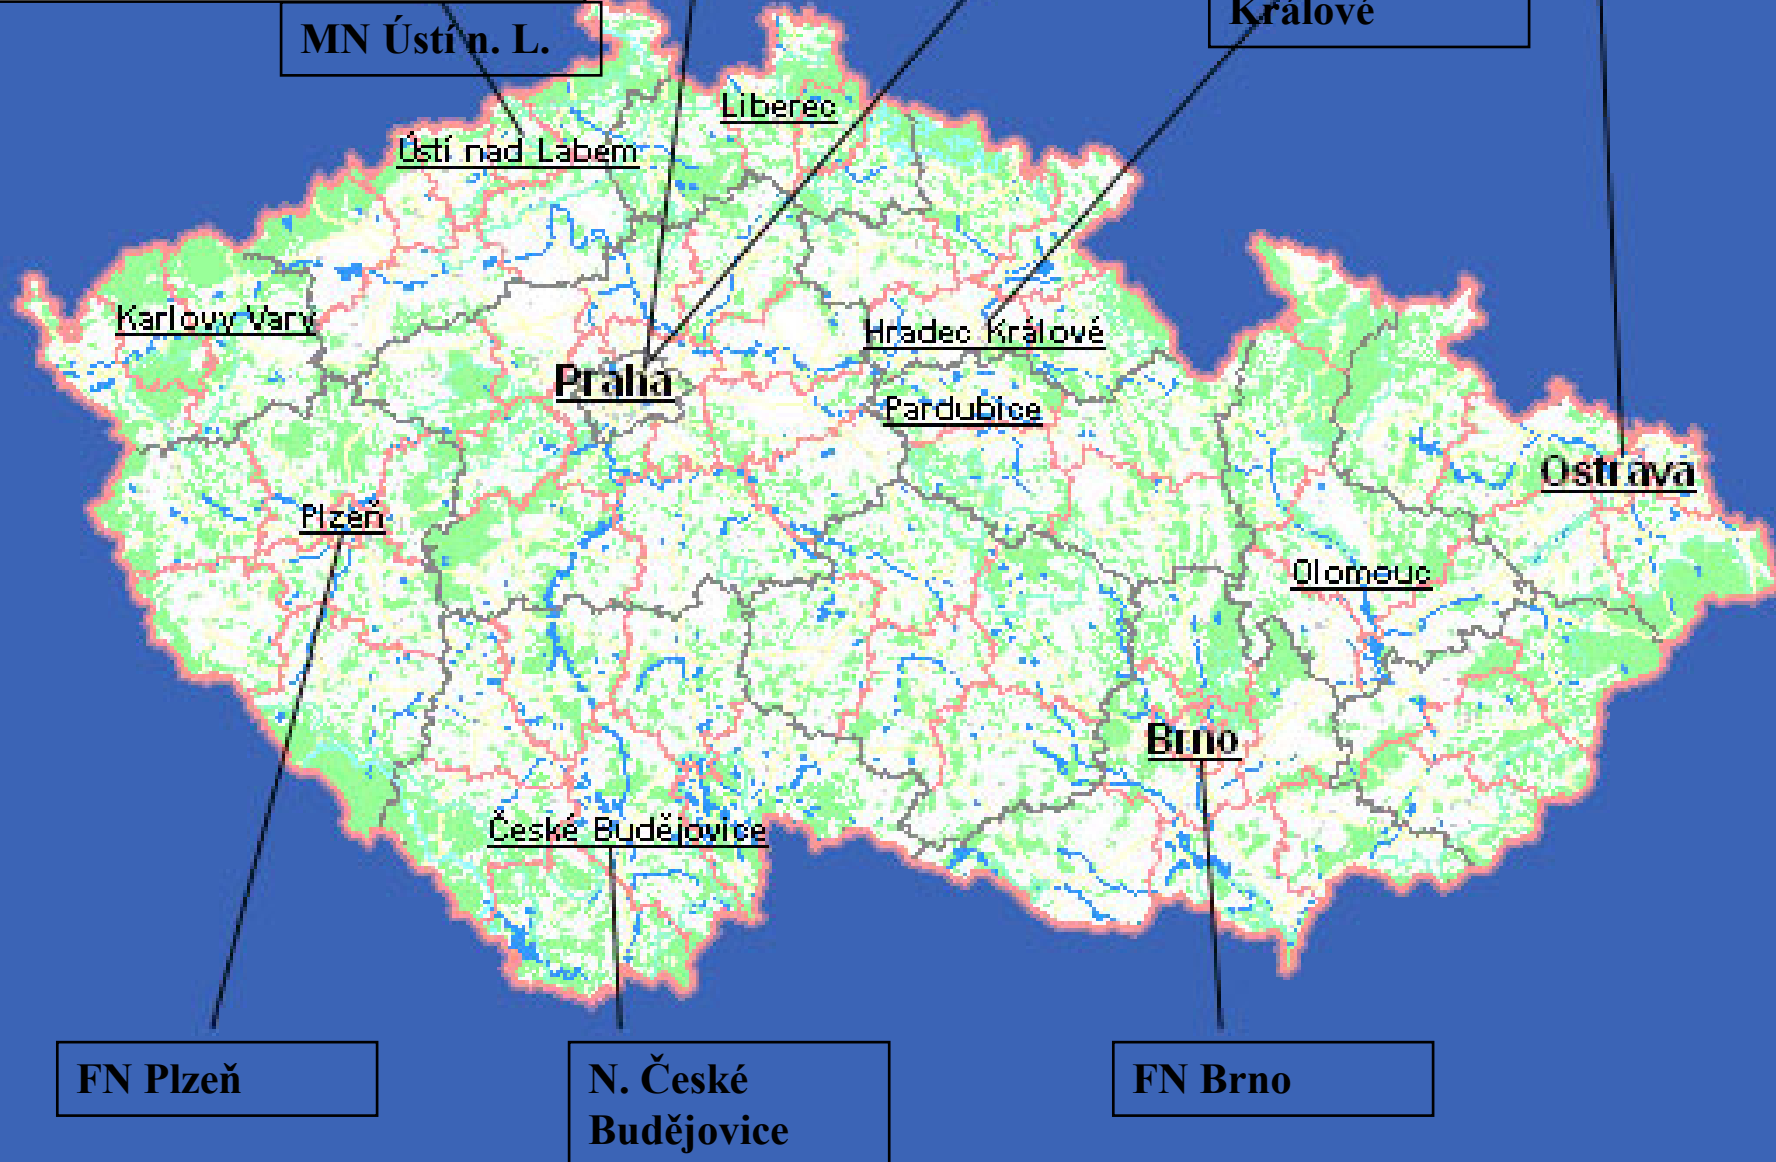 Králové
MN Ústí n. L.
Liberec
Ústí nad Labem
Karlovy Vary
Hradec Králové
Praha
Pardubice
Ostrava
Plzeň
Olomouc
Brno
České Budějovice
FN Plzeň
N. České
Budějovice
FN Brno